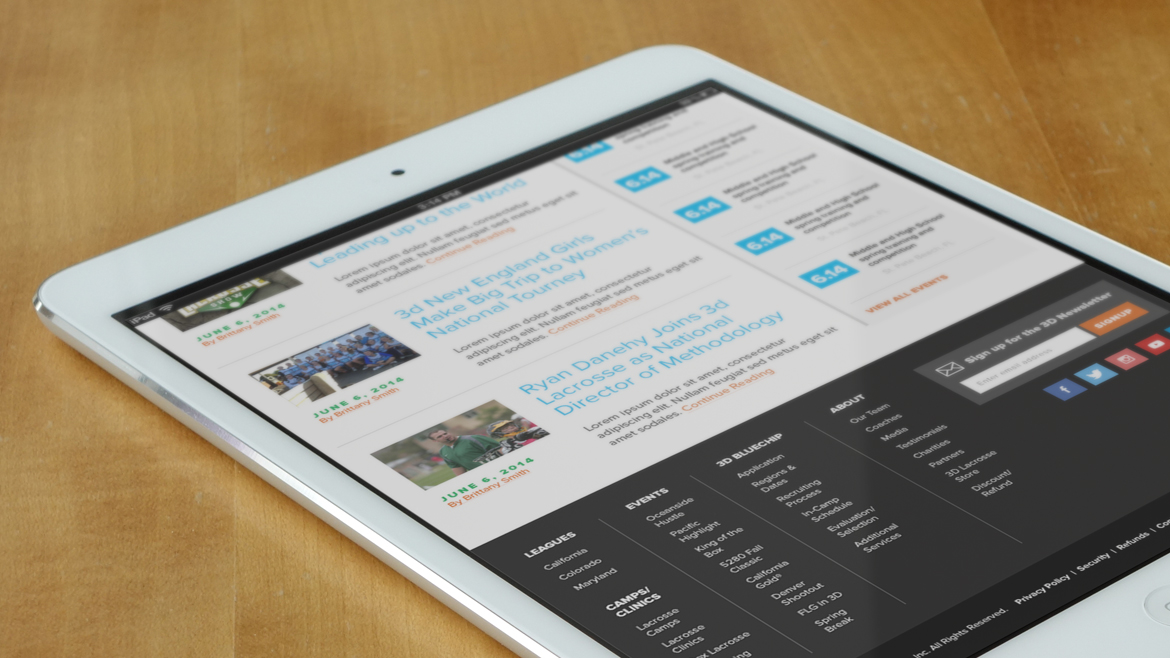 iPad
3:14 PM
Leading up to the World
Lorem ipsum dolor sit amet, consectetur
adipiscing elit. Nullam feugiat sed metus eget sit
amet sodales. Continue Reading
SHOW
JUNE 6, 2014
By Brittany Smith
3d New England Girls
Make Big Trip to Women's
National Tourney
Lorem ipsum dolor sit amet, consectetur
adipiscing elit. Nullam feugiat sed metus eget sit
amet sodales. Continue Reading
JUNE 6, 2014
By Brittany Smith
Ryan Danehy Joins 3d
Lacrosse as National
Director of Methodology
Lorem ipsum dolor sit amet, consectetur
adipiscing elit. Nullam feugiat sed metus eget sit
amet sodales. Continue Reading
JUNE 6, 2014
By Brittany Smith
6.14
spring training and
competition
6.14
Middle and High School
spring training and
competition
6.14
Middle and High School
spring training and
competition
6.14
Middle and High School
spring training and
competition
6.14
Middle and High School
spring training and
competition
VIEW ALL EVENTS
Sign up for the 3D Newsletter
Enter email address
SIGNUP
LEAGUES
California
Colorado
Maryland
CAMPS/
CLINICS
Lacrosse
Camps
Lacrosse
Clinics
Lacrosse
EVENTS
Oceanside
Hustle
Pacific
Highlight
King of the
Box
5280 Fall
Classic
California
Gold®
Denver
Shootout
FLG in 3D
Spring
Break
3D BLUECHIP
Application
Regions &
Dates
Recruiting
Process
In-Camp
Schedule
Evaluation/
Selection
Additional
Services
ABOUT
Our Team
Coaches
Media
Testimonials
Charities
Partners
3D Lacrosse
Store
Discount/
Refund
Inc. All Rights Reserved. Privacy Policy | Security | Refunds |